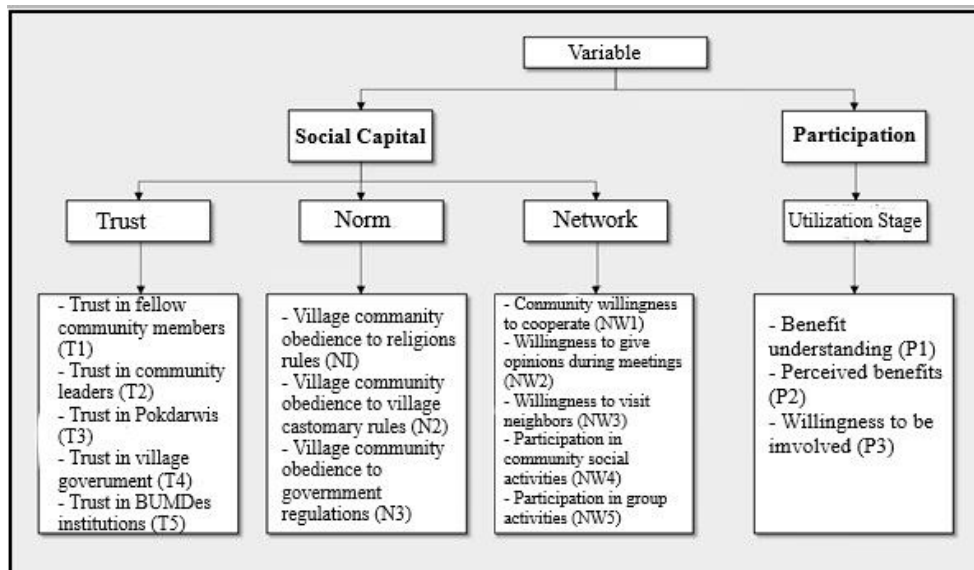 Variable
Social Capital
Participation
Trust
Norm
Network
Utilization Stage
- Trust in fellow
community members
(T1)
- Trust in community
leaders (T2)
- Trust in Pokdarwis
(T3)
- Trust in village
goverument (T4)
- Trust in BUMDes
institutions (T5)
- Village commanity
obedience to religions
rules (NI)
- Village community
obedience to village
castomary rules (N2)
- Village community
obedience to
govermment
regulations (N3)
- Cónmunity willingness
to cooperate (NW1)
- Willingness to give
opinions during meetings
(NW2)
- Willingness to visit
neighbors (NW3)
- Participation in
community social
activities (NW4)
- Participation in group
activities (NW5)
- Benefit
understanding (P1)
- Perceived benefits
(P2)
- Willingness to be
imvolved (P3)